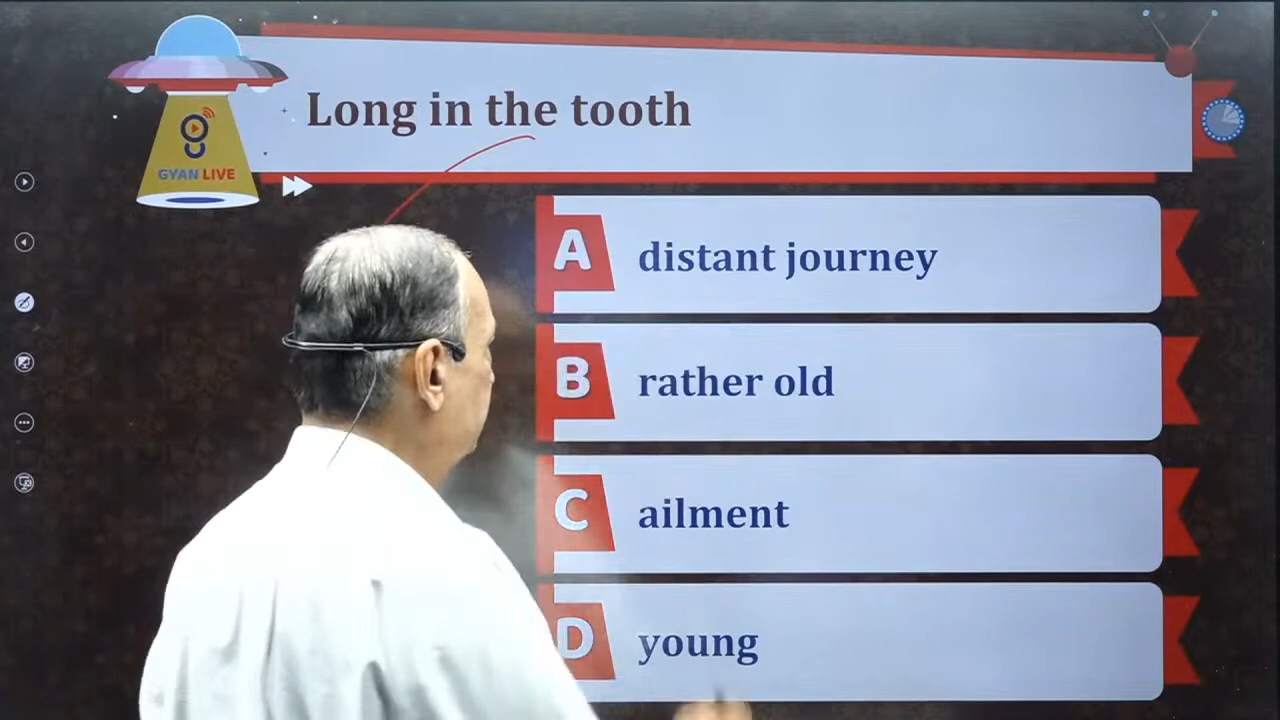 Long in the tooth
GYAN LIVE
A
distant journey
B
rather old
C
ailment
D
young